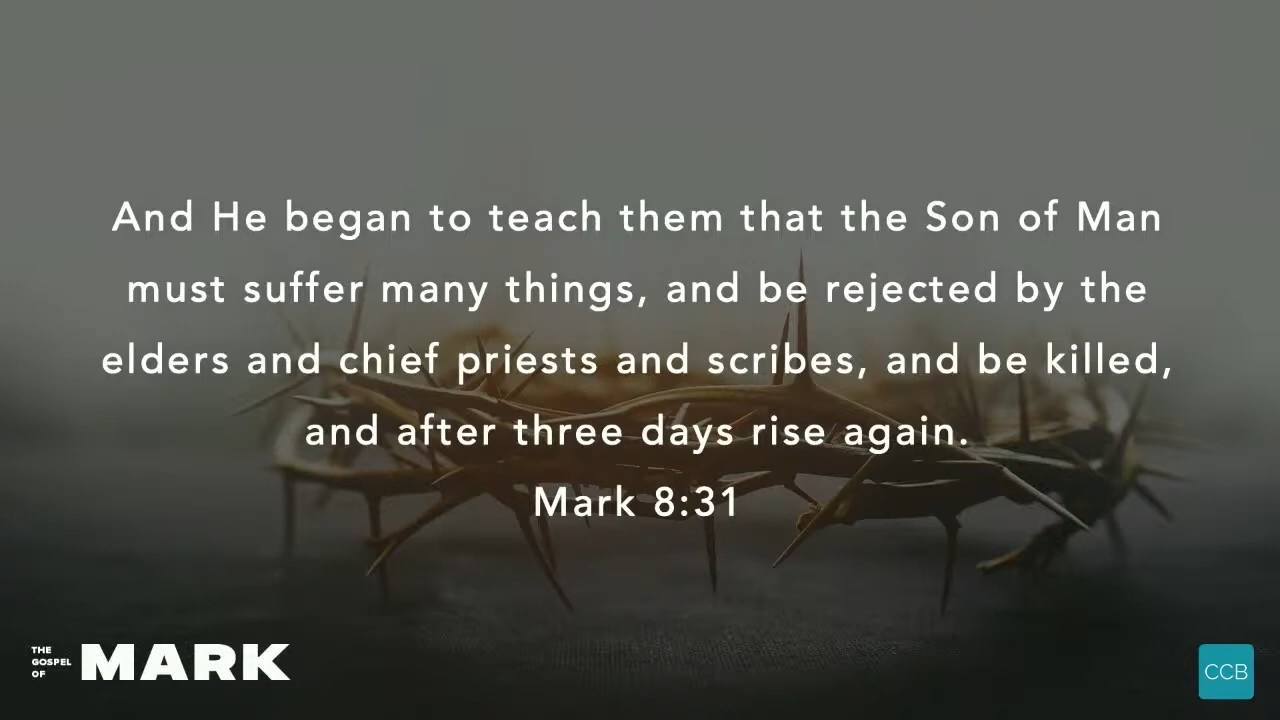 And He began to teach them that the Son of Man
must suffer many things, and be rejected by the
elders and chief priests and scribes, and be killed,
and after three days rise again.
Mark 8:31
THE
GOSPEL
OF
MARK
CCB